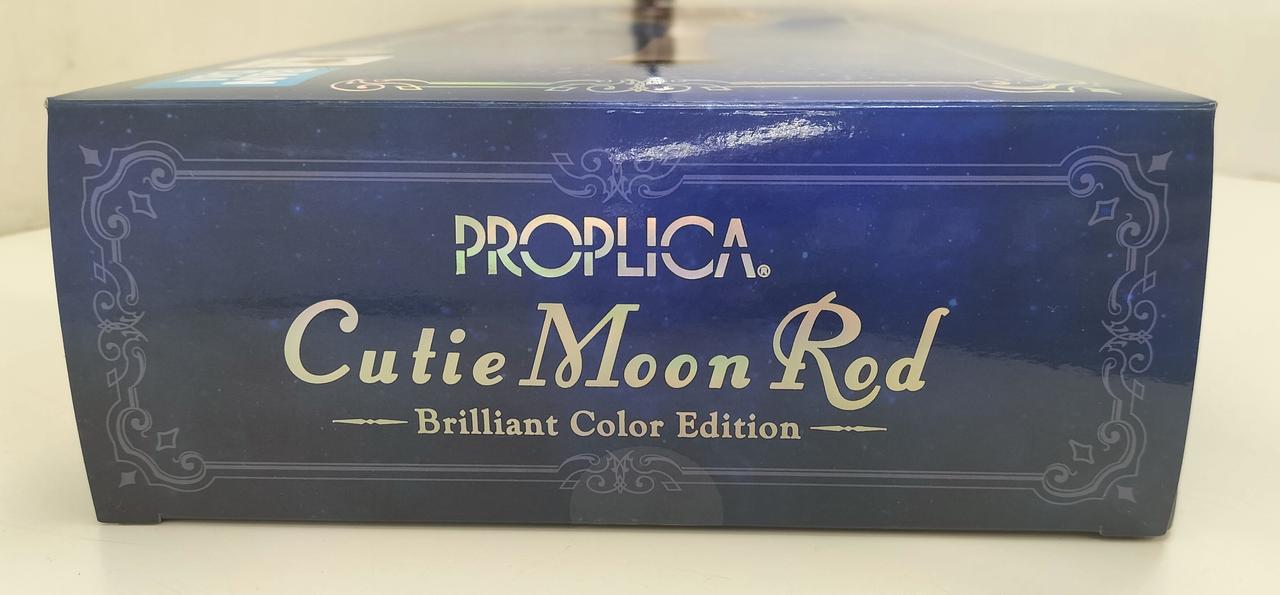 PROPLICA®
Cutie Moon Rod
Brilliant Color Edition